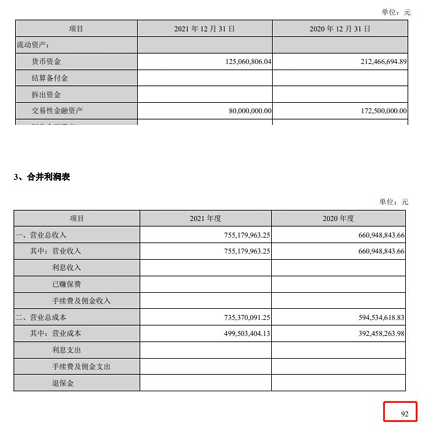 单位：元
项目 2021 年 12 月 31 日 2020 年 12 月 31 日
流动资产：
货币资金 125,060,806.04 212,466,694.89
结算备付金
拆出资金
交易性金融资产 80,000,000.00 172,500,000.00
3、合并利润表
单位：元
项目 2021 年度 2020 年度
一、营业总收入 755,179,963.25 660,948,843.66
其中：营业收入 755,179,963.25 660,948,843.66
利息收入
已赚保费
手续费及佣金收入
二、营业总成本 735,370,091.25 594,534,618.83
其中：营业成本 499,503,404.13 392,458,263.98
利息支出
手续费及佣金支出
退保金
92